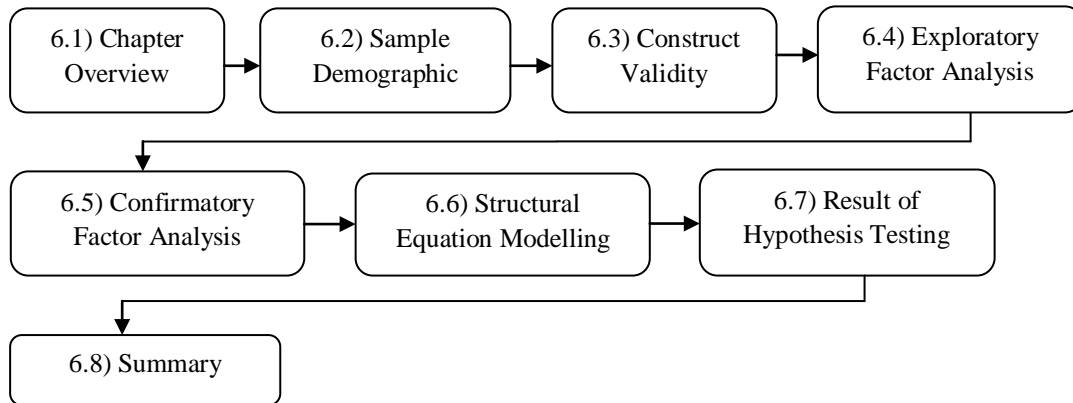 6.1) Chapter
Overview
6.2) Sample
Demographic
6.3) Construct
Validity
6.4) Exploratory
Factor Analysis
6.5) Confirmatory
Factor Analysis
6.6) Structural
Equation Modelling
6.7) Result of
Hypothesis Testing
6.8) Summary